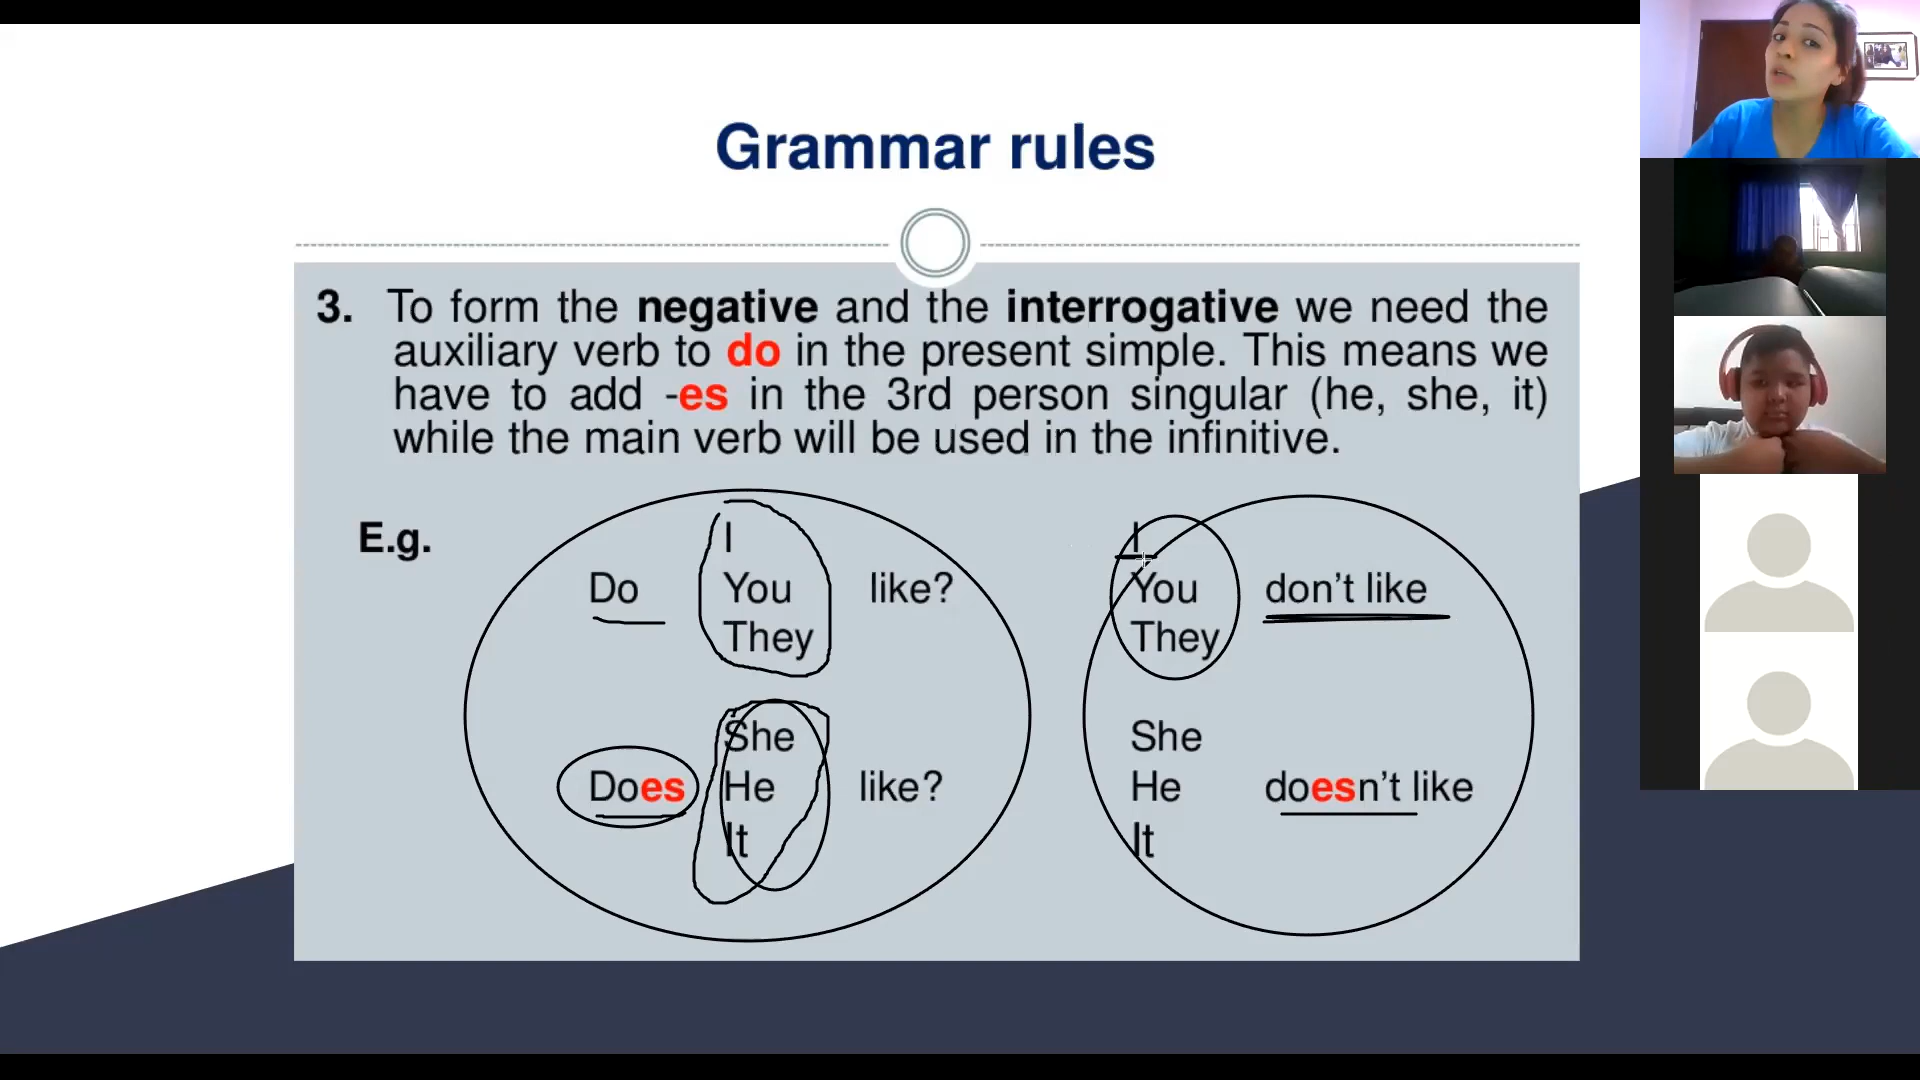 Grammar rules
3. To form the negative and the interrogative we need the
auxiliary verb to do in the present simple. This means we
have to add -es in the 3rd person singular (he, she, it)
while the main verb will be used in the infinitive.
E.g.
I
Do You like?
They
She
Does He like?
It
I
You don't like
They
She
He doesn't like
It